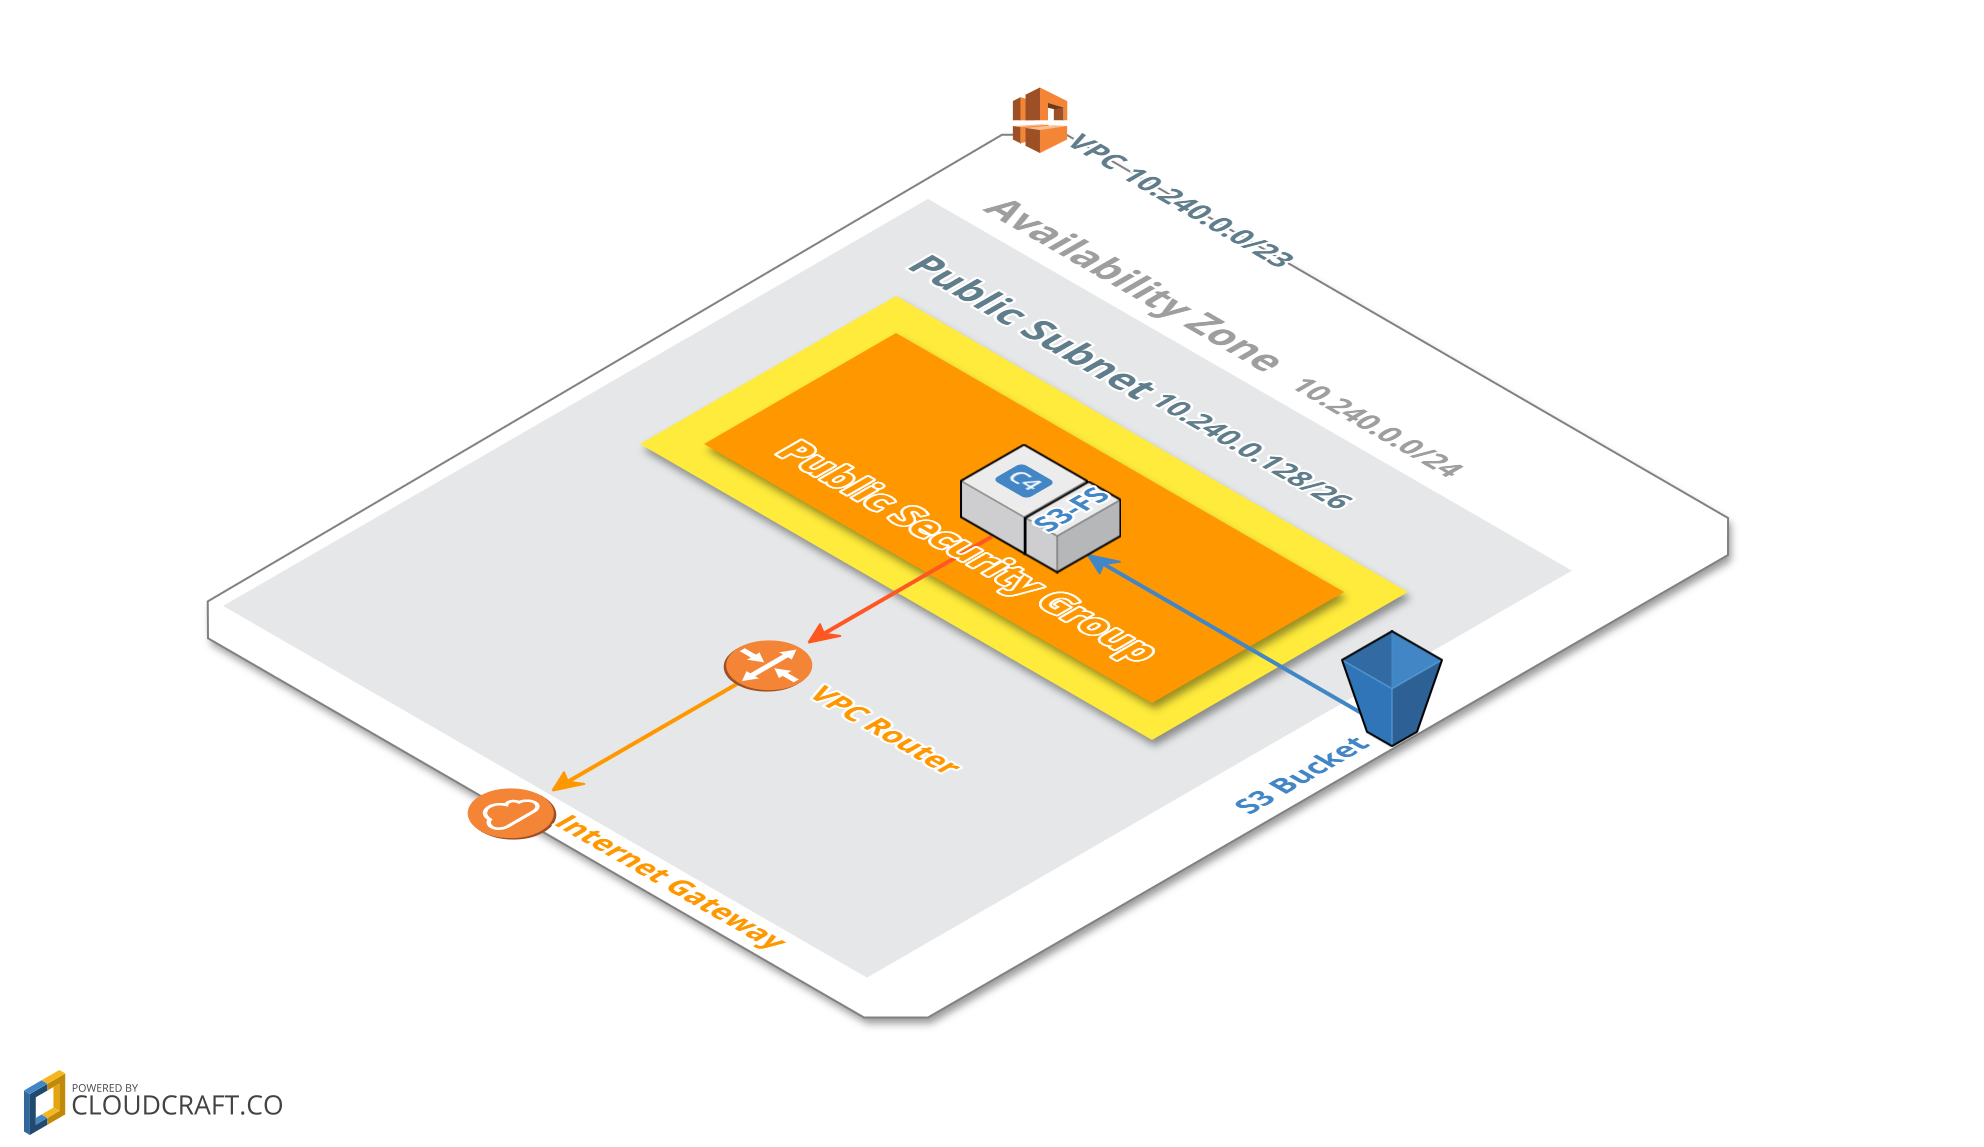 VPC 10.240.0.0/23
Availability Zone 10.240.0.0/24
Public Subnet 10.240.0.128/26
C4
S3-FS
Public Security Group
VPC Router
S3 Bucket
Internet Gateway
POWERED BY
CLOUDCRAFT.CO